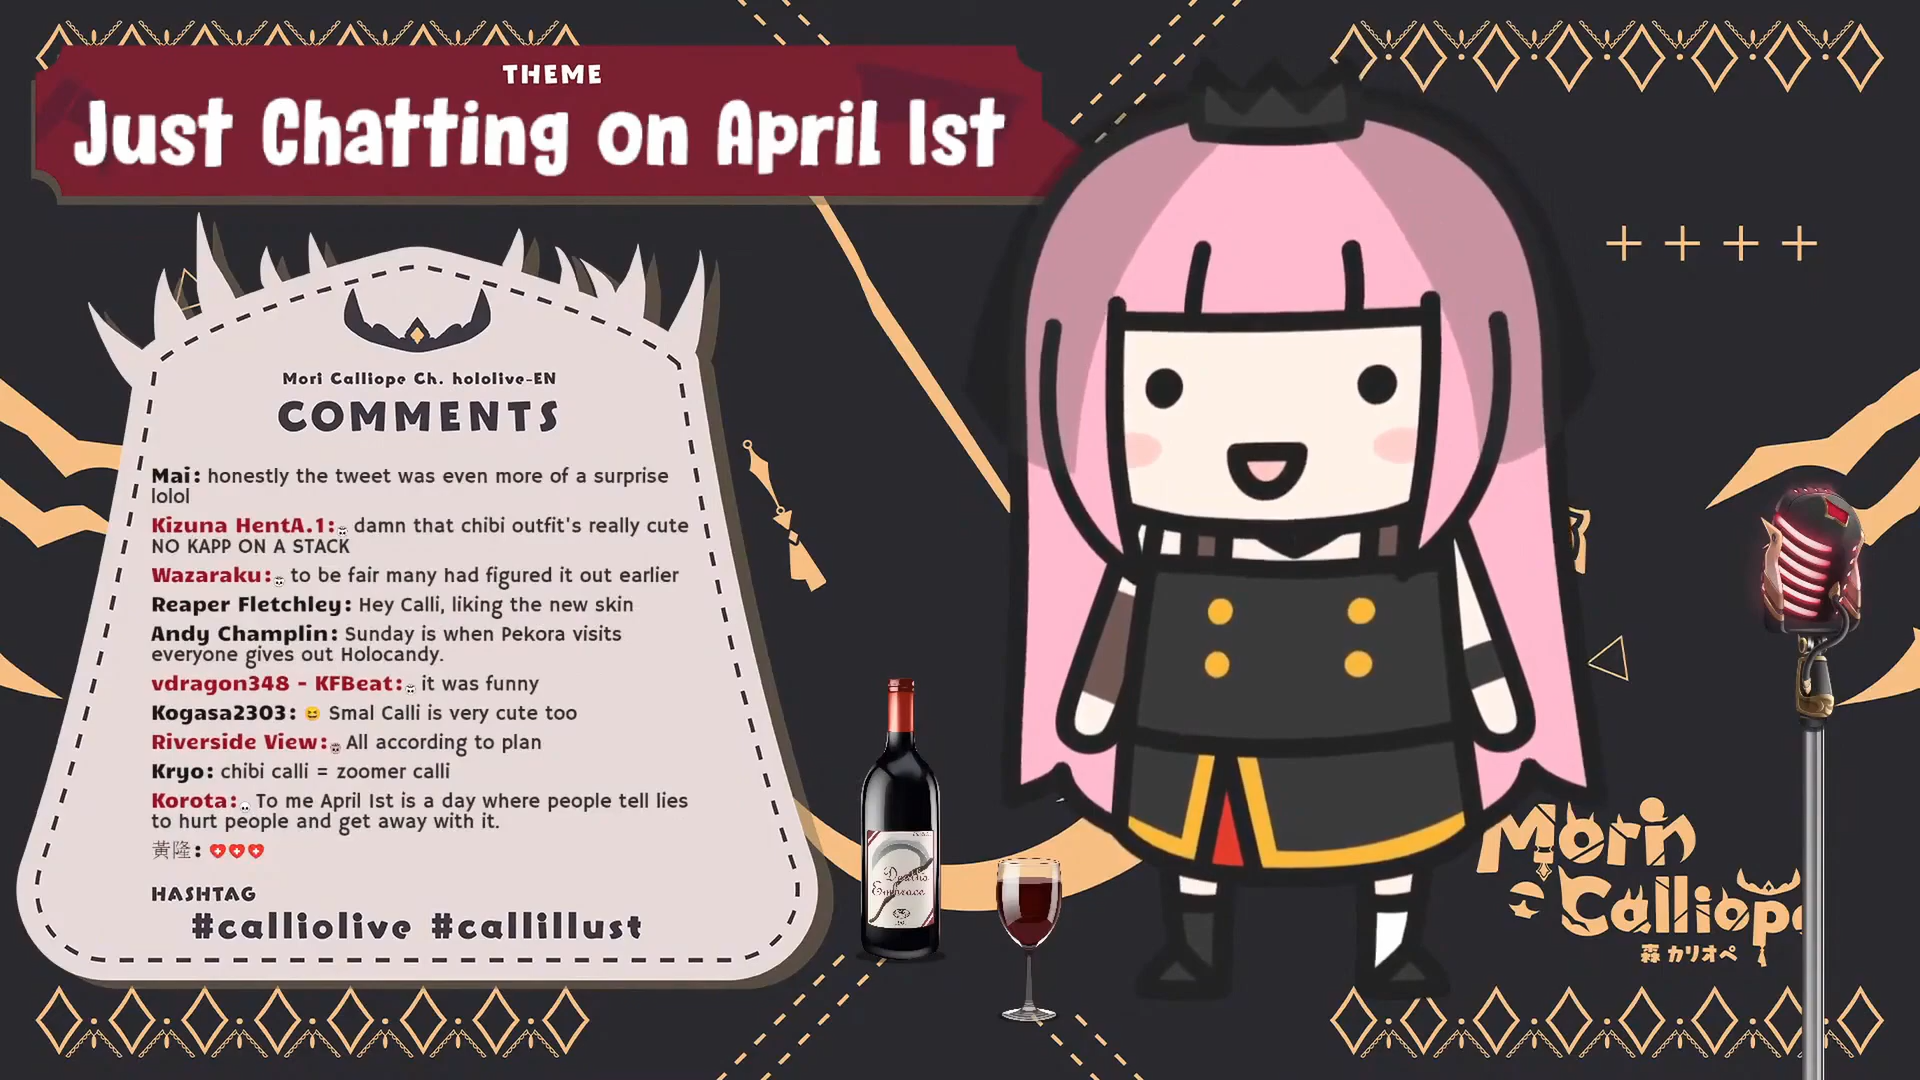 THEME
Just Chatting on April 1st
Mori Calliope Ch. hololive-EN
COMMENTS
Mai: honestly the tweet was even more of a surprise
lolol
Kizuna HentA.1: damn that chibi outfit's really cute
NO KAPP ON A STACK
Wazaraku: to be fair many had figured it out earlier
Reaper Fletchley: Hey Calli, liking the new skin
Andy Champlin: Sunday is when Pekora visits
everyone gives out Holocandy.
vdragon348 - KFBeat: it was funny
Kogasa2303: 😆 Smal Calli is very cute too
Riverside View: All according to plan
Kryo: chibi calli = zoomer calli
Korota: To me April 1st is a day where people tell lies
to hurt people and get away with it.
黃隆:
HASHTAG
#calliolive #callillust
Death's
Embrace
Mori
Calliope
森 カリオペ